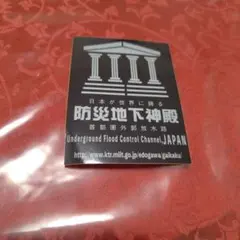 日本が世界に誇る
防災地下神殿
首都圏外郭放水路
Underground Flood Control Channel, JAPAN
http://www.ktr.mlit.go.jp/edogawa/gaikaku/